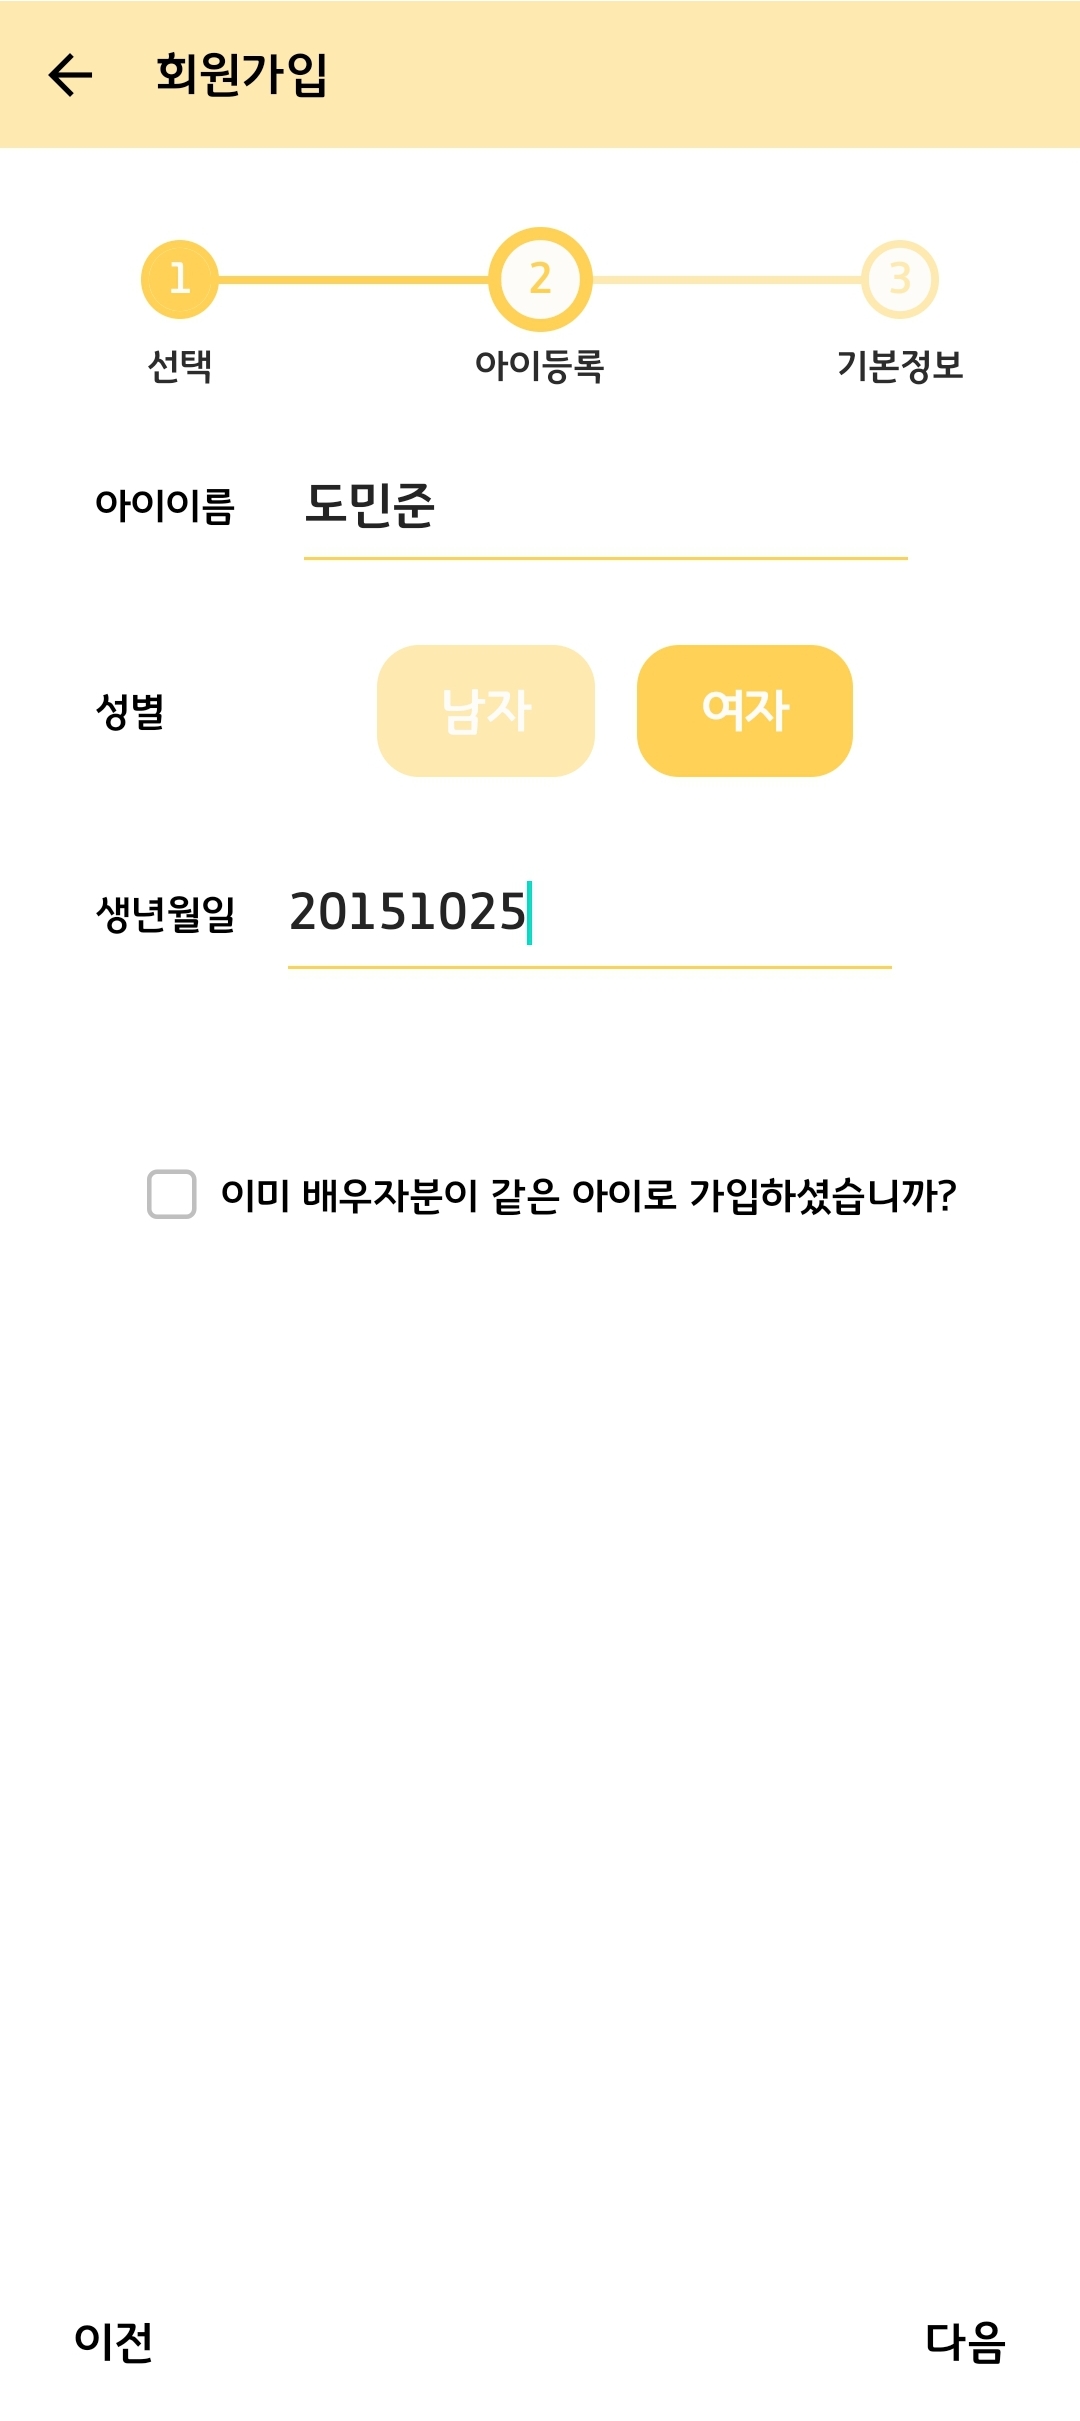 회원가입
1 2 3
선택 아이등록 기본정보
아이이름 도민준
성별 남자 여자
생년월일 20151025
이미 배우자분이 같은 아이로 가입하셨습니까?
이전 다음